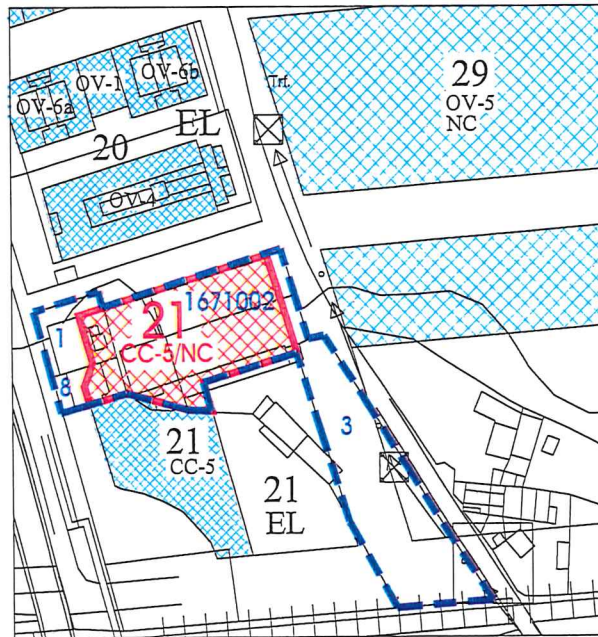 OV-1
OV-6b
OV-6a
Trf.
29
OV-5
NC
EL
20
OV-4
1671002
1
21
CC-5/NC
8
21
CC-5
3
21
EL